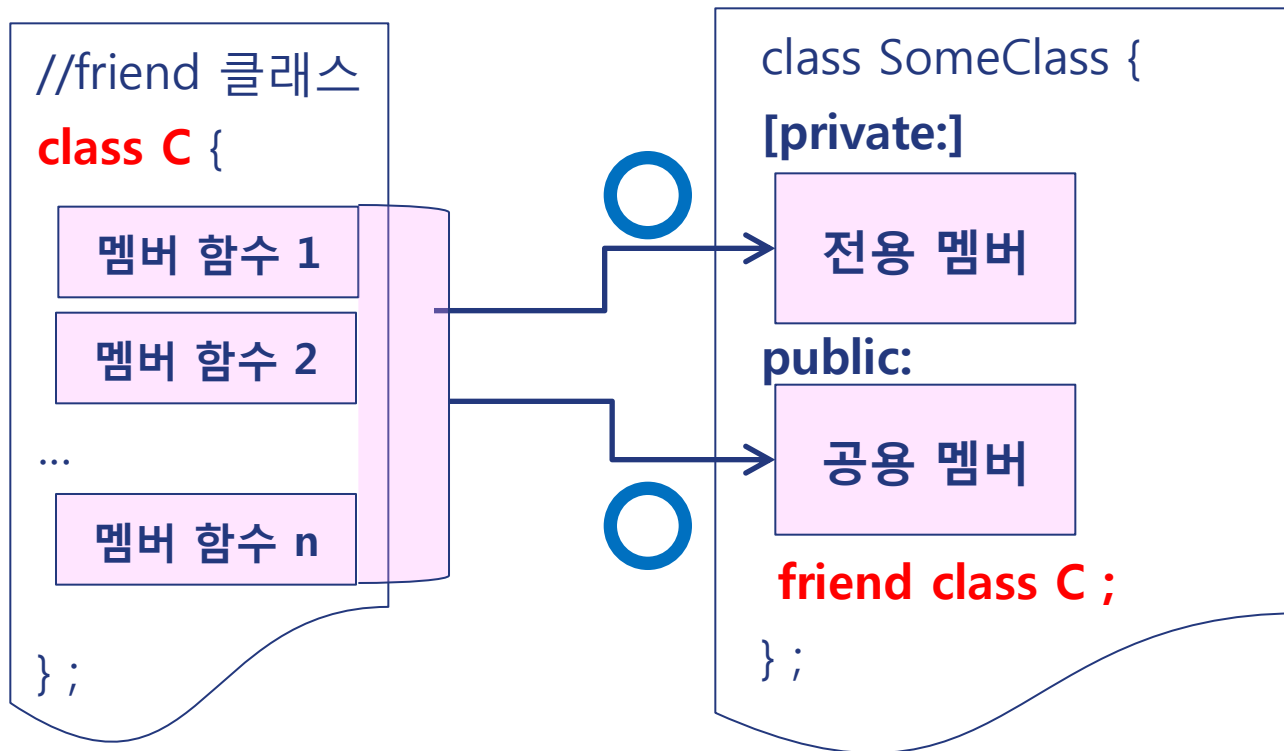 //friend 클래스
class C {
멤버 함수 1
멤버 함수 2
...
멤버 함수 n
} ;
class SomeClass {
[private:]
전용 멤버
public:
공용 멤버
friend class C ;
} ;